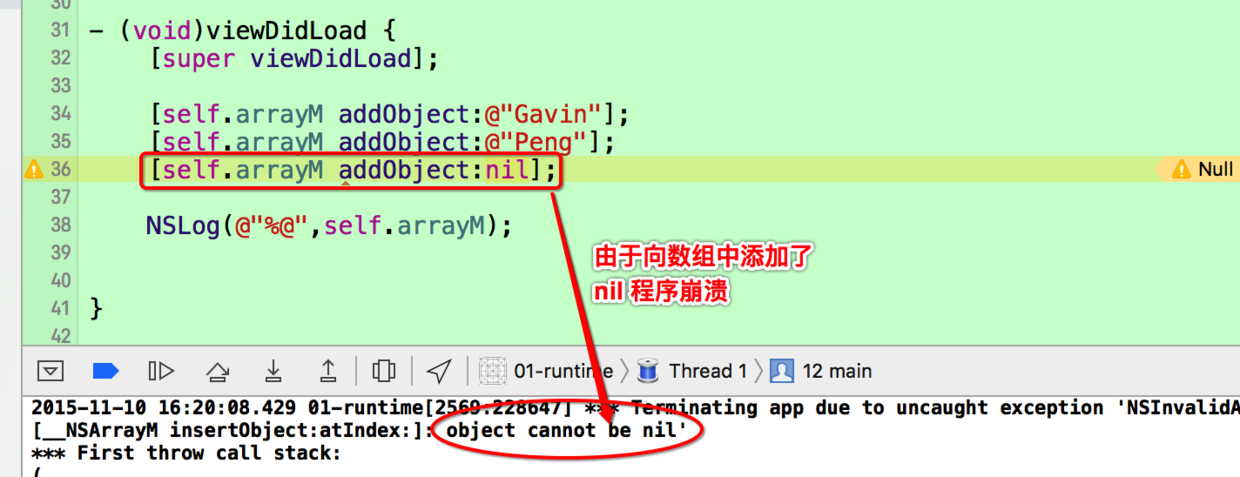 30
31 - (void)viewDidLoad {
32 [super viewDidLoad];
33
34 [self.arrayM addObject:@"Gavin"];
35 [self.arrayM addObject:@"Peng"];
36 [self.arrayM addObject:nil]; Null
37
38 NSLog(@"%@",self.arrayM);
39
由于向数组中添加了
nil 程序崩溃
40
41 }
42
01-runtime Thread 1 12 main
2015-11-10 16:20:08.429 01-runtime[2569:228647] *** Terminating app due to uncaught exception 'NSInvalidA
[__NSArrayM insertObject:atIndex:]: object cannot be nil'
*** First throw call stack:
(